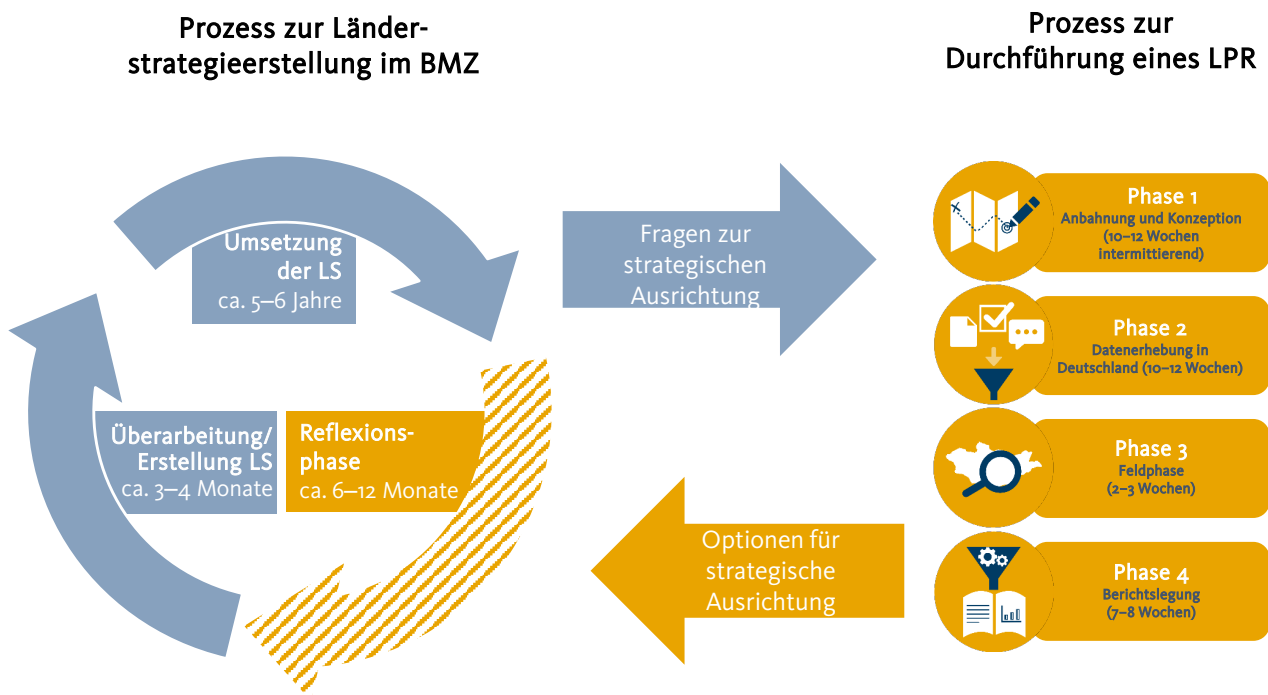 Prozess zur Länder-
strategieerstellung im BMZ
Umsetzung
der LS
ca. 5–6 Jahre
Überarbeitung/
Erstellung LS
ca. 3–4 Monate
Reflexions-
phase
ca. 6–12 Monate
Fragen zur
strategischen
Ausrichtung
Optionen für
strategische
Ausrichtung
Prozess zur
Durchführung eines LPR
Phase 1
Anbahnung und Konzeption
(10–12 Wochen
intermittierend)
Phase 2
Datenerhebung in
Deutschland (10–12 Wochen)
Phase 3
Feldphase
(2–3 Wochen)
Phase 4
Berichtslegung
(7–8 Wochen)